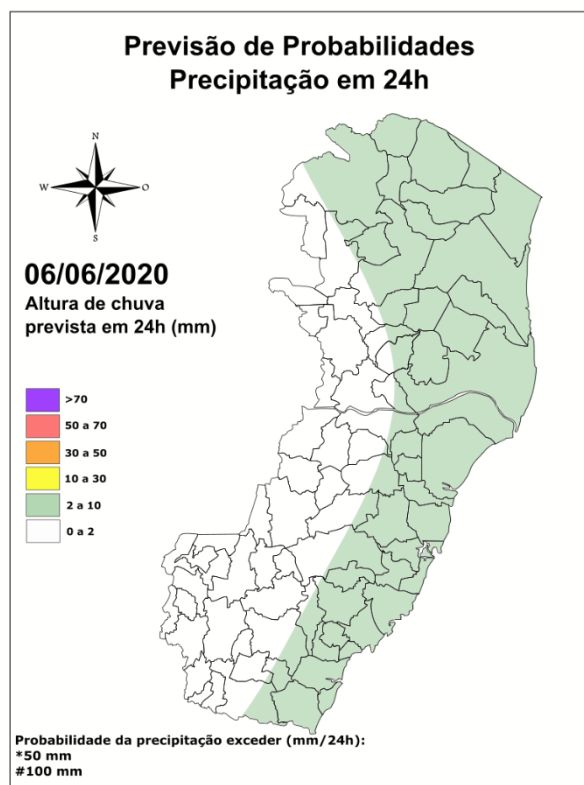 Previsão de Probabilidades
Precipitação em 24h
N
W
O
S
06/06/2020
Altura de chuva
prevista em 24h (mm)
>70
50 a 70
30 a 50
10 a 30
2 a 10
0 a 2
Probabilidade da precipitação exceder (mm/24h):
*50 mm
#100 mm